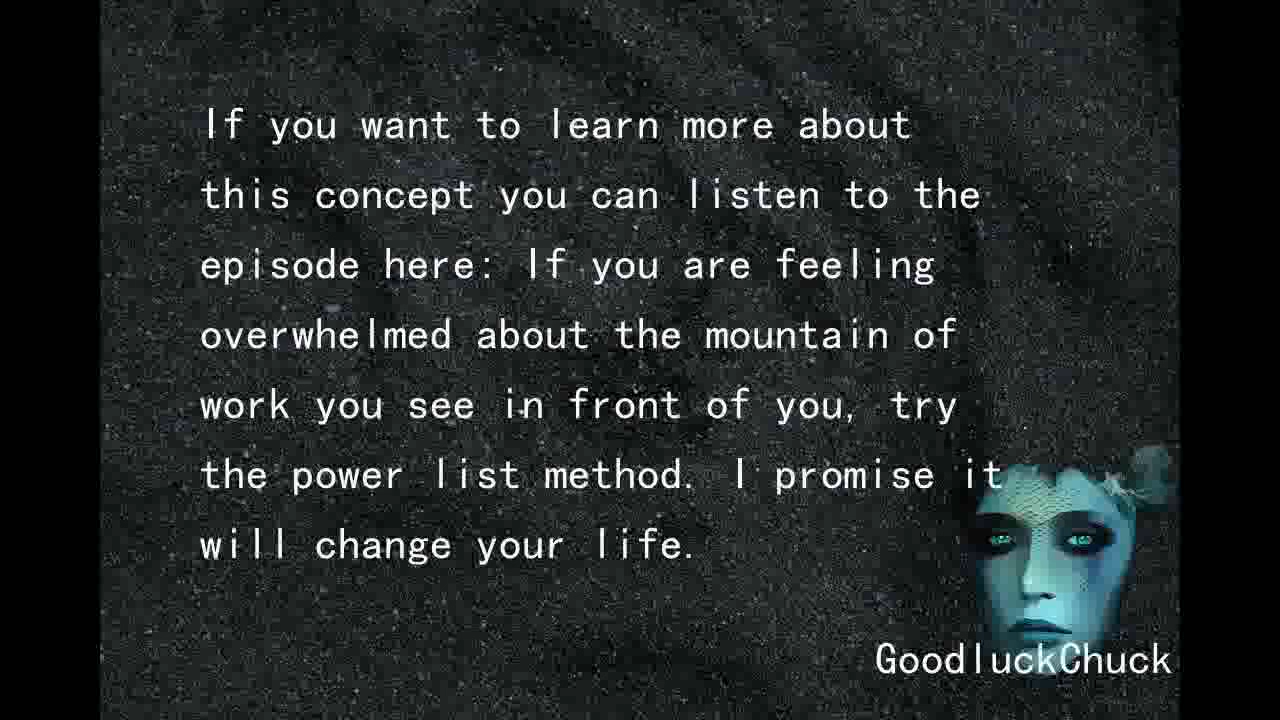 If you want to learn more about
this concept you can listen to the
episode here: If you are feeling
overwhelmed about the mountain of
work you see in front of you, try
the power list method. I promise it
will change your life.
GoodluckChuck